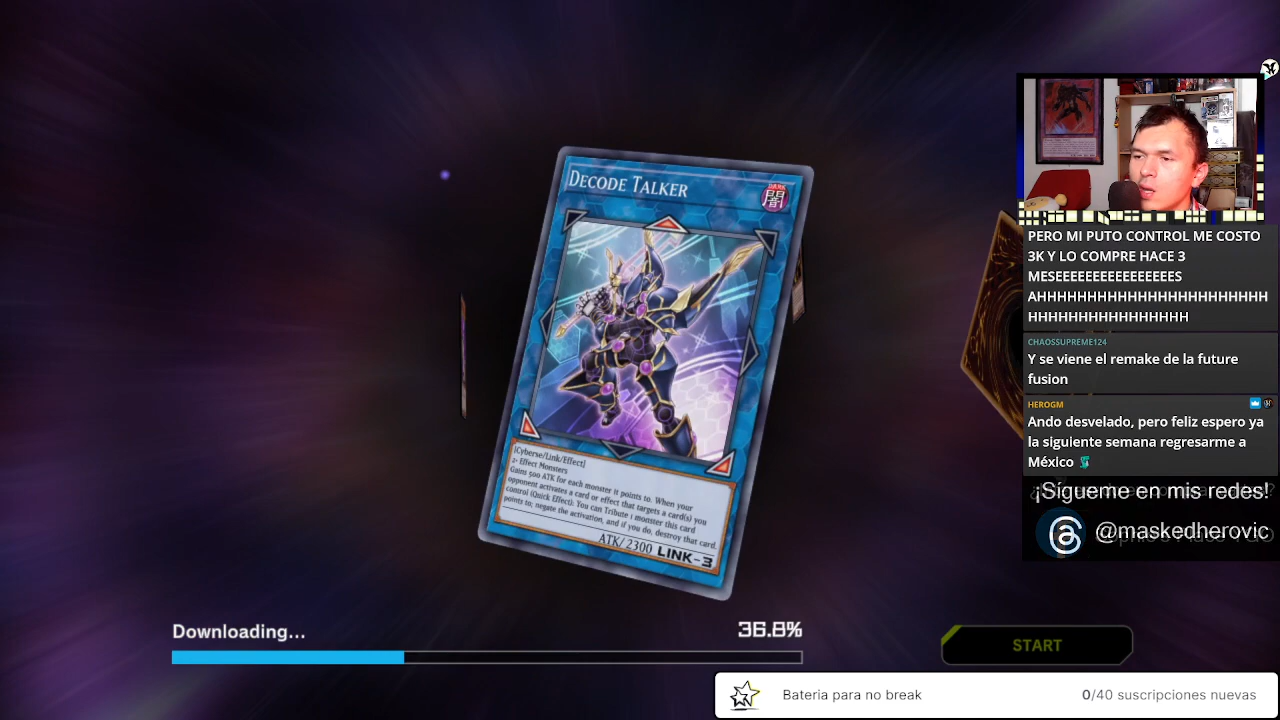 DECODE TALKER
DARK
闇
[Cyberse/Link/Effect]
2+ Effect Monsters
Gains 500 ATK for each monster it points to. When your
opponent activates a card or effect that targets a card(s) you
control (Quick Effect): You can Tribute 1 monster this card
points to; negate the activation, and if you do, destroy that card.
ATK/2300 LINK-3
Downloading...
36.8%
START
PERO MI PUTO CONTROL ME COSTO
3K Y LO COMPRE HACE 3
MESEEEEEEEEEEEEEEES
AHHHHHHHHHHHHHHHHHHHHHHH
HHHHHHHHHHHHHHHH
CHAOSSUPREME124
Y se viene el remake de la future
fusion
HEROGM
Ando desvelado, pero feliz espero ya
la siguiente semana regresarme a
México
¡Sígueme en mis redes!
@maskedherovic
Bateria para no break
0/40 suscripciones nuevas